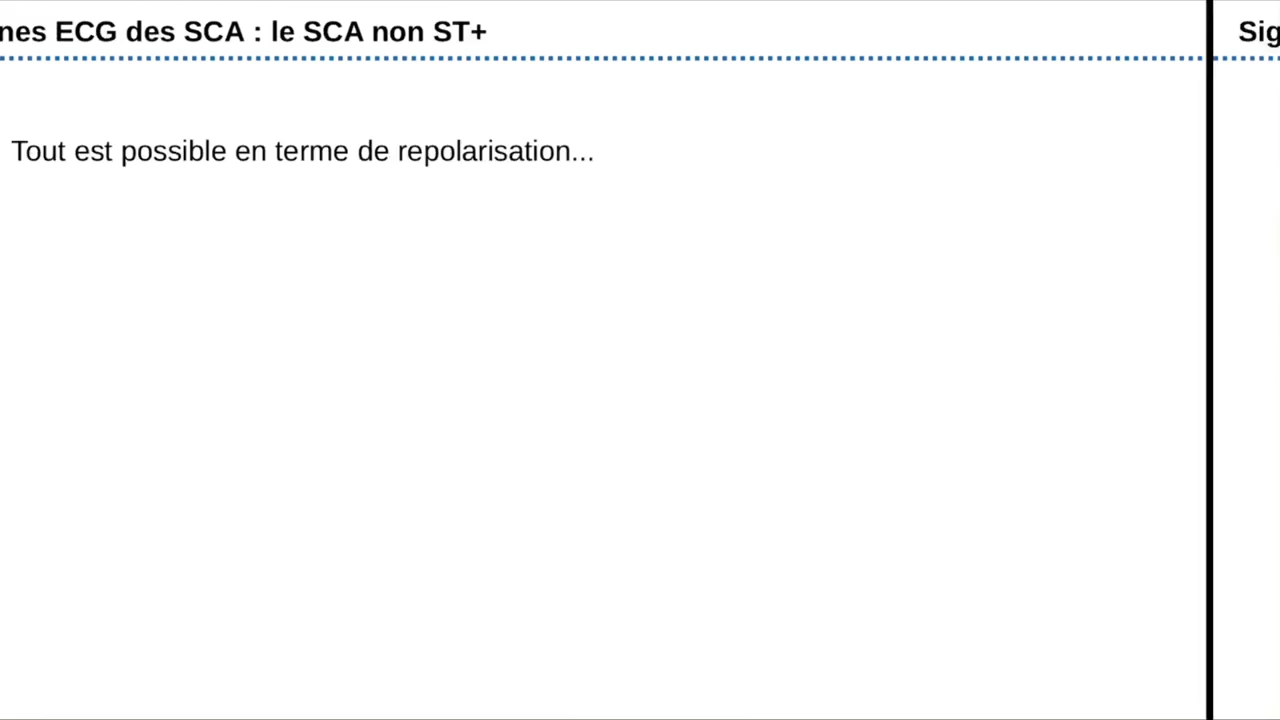 nes ECG des SCA : le SCA non ST+
Sig
Tout est possible en terme de repolarisation...